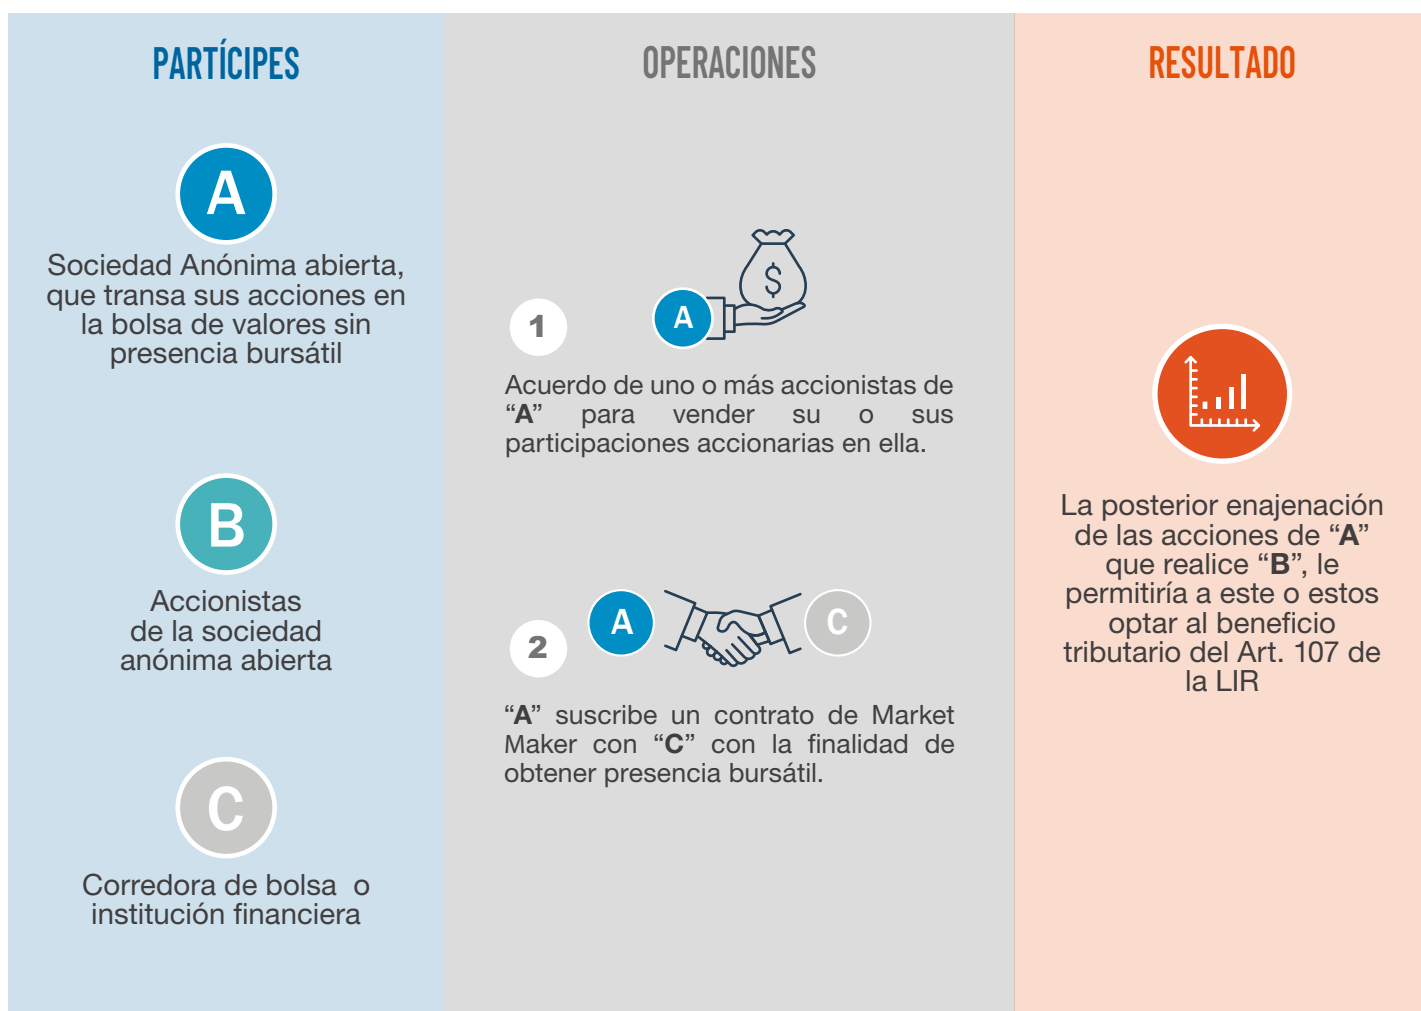 PARTÍCIPES
A
Sociedad Anónima abierta,
que transa sus acciones en
la bolsa de valores sin
presencia bursátil
B
Accionistas
de la sociedad
anónima abierta
C
Corredora de bolsa o
institución financiera
OPERACIONES
$
1
A
Acuerdo de uno o más accionistas de
“A” para vender su o sus
participaciones accionarias en ella.
2
A
C
“A” suscribe un contrato de Market
Maker con “C” con la finalidad de
obtener presencia bursátil.
RESULTADO
La posterior enajenación
de las acciones de “A”
que realice “B”, le
permitiría a este o estos
optar al beneficio
tributario del Art. 107 de
la LIR